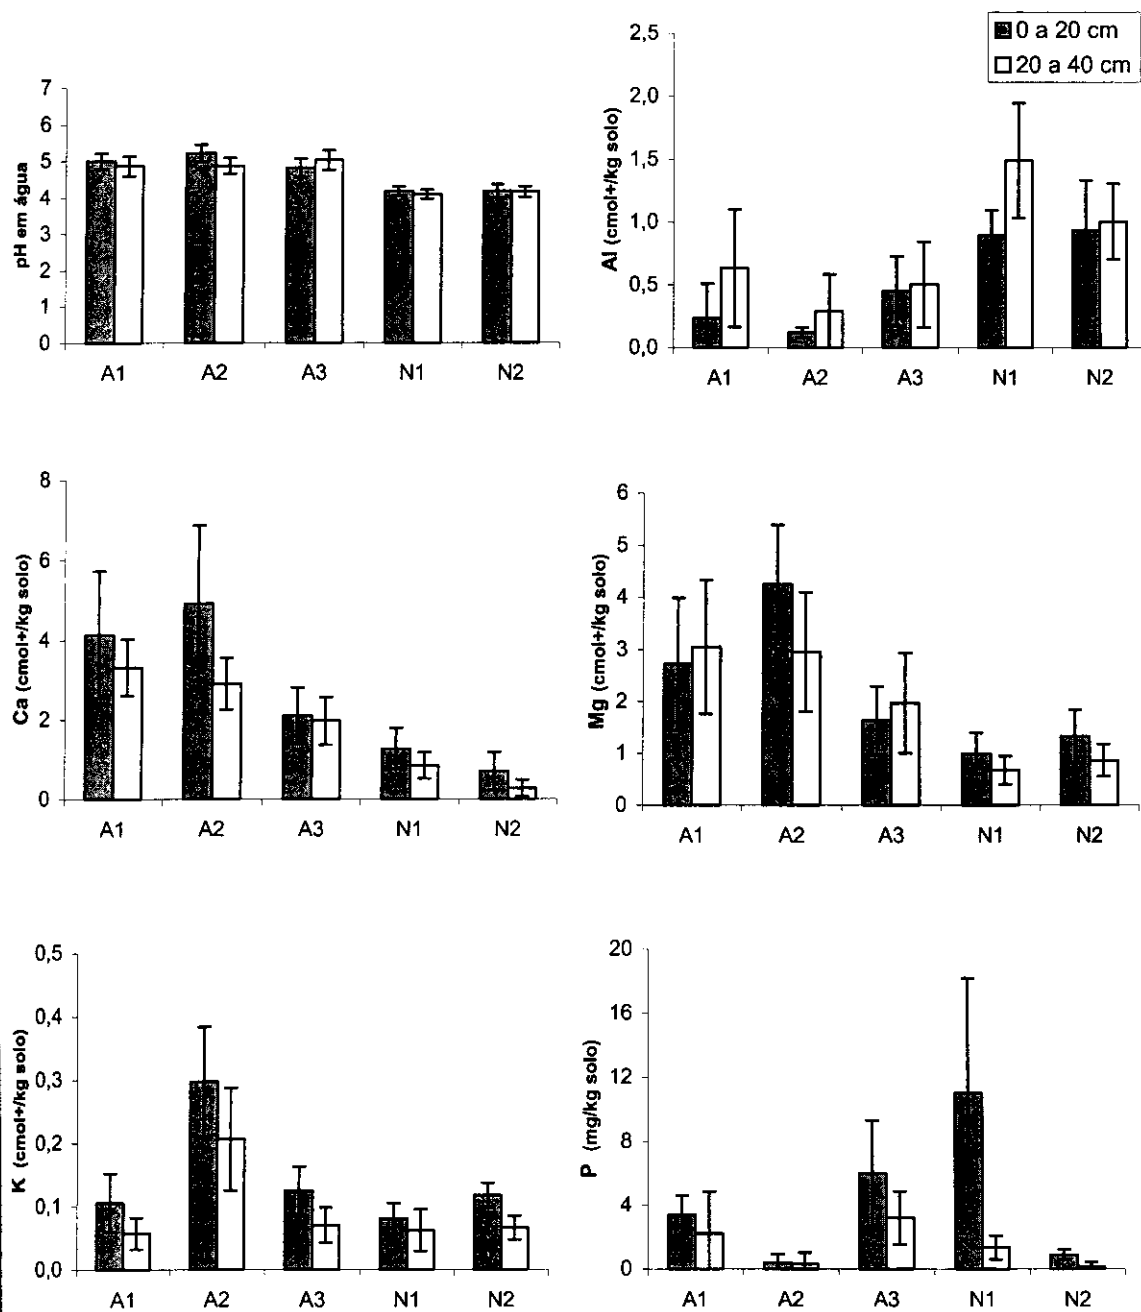 0 a 20 cm
20 a 40 cm
pH em água
7
6
5
4
3
2
1
0
A1 A2 A3 N1 N2
Al (cmol+/kg solo)
2,5
2,0
1,5
1,0
0,5
0,0
A1 A2 A3 N1 N2
Ca (cmol+/kg solo)
8
6
4
2
0
A1 A2 A3 N1 N2
Mg (cmol+/kg solo)
6
5
4
3
2
1
0
A1 A2 A3 N1 N2
K (cmol+/kg solo)
0,5
0,4
0,3
0,2
0,1
0,0
A1 A2 A3 N1 N2
P (mg/kg solo)
20
16
12
8
4
0
A1 A2 A3 N1 N2